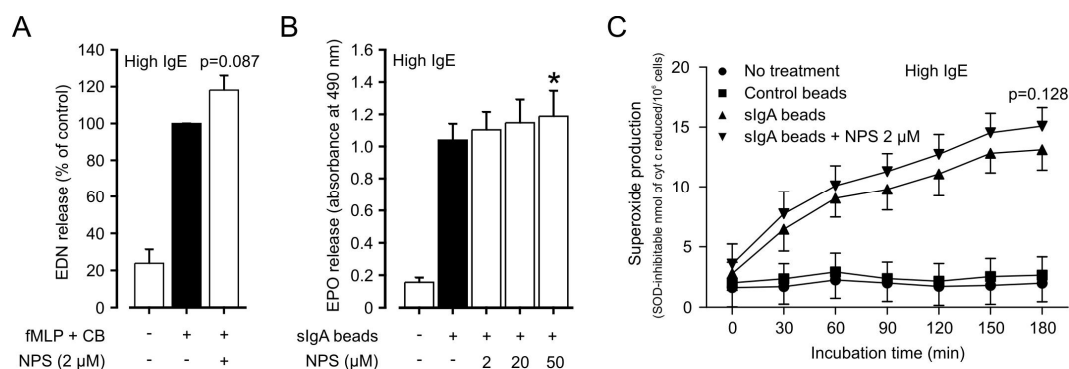 A
EDN release (% of control)
140
120
100
80
60
40
20
0
High IgE p=0.087
fMLP + CB - + +
NPS (2 µM) - - +
B
EPO release (absorbance at 490 nm)
1.6
1.4
1.2
1.0
0.8
0.6
0.4
0.2
0
High IgE
*
sIgA beads - + + + +
NPS (µM) - - 2 20 50
C
Superoxide production
(SOD-inhibitable nmol of cyt c reduced/10⁶ cells)
20
15
10
5
0
No treatment
Control beads
sIgA beads
sIgA beads + NPS 2 µM
High IgE
p=0.128
0 30 60 90 120 150 180
Incubation time (min)